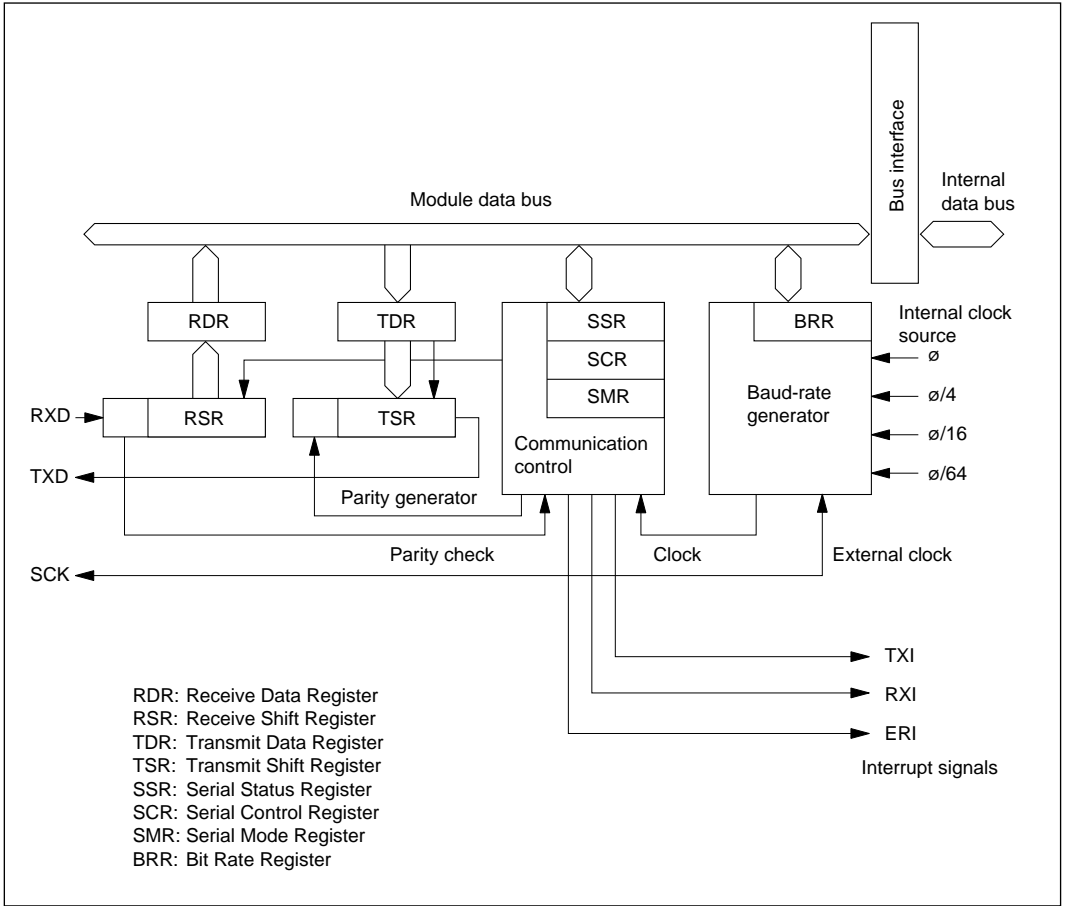 Bus interface
Internal
data bus
Module data bus
RDR
TDR
SSR
SCR
SMR
BRR
Internal clock
source
ø
ø/4
ø/16
ø/64
Baud-rate
generator
RXD
RSR
TSR
Communication
control
TXD
Parity generator
Parity check
Clock
External clock
SCK
TXI
RXI
ERI
Interrupt signals
RDR: Receive Data Register
RSR: Receive Shift Register
TDR: Transmit Data Register
TSR: Transmit Shift Register
SSR: Serial Status Register
SCR: Serial Control Register
SMR: Serial Mode Register
BRR: Bit Rate Register